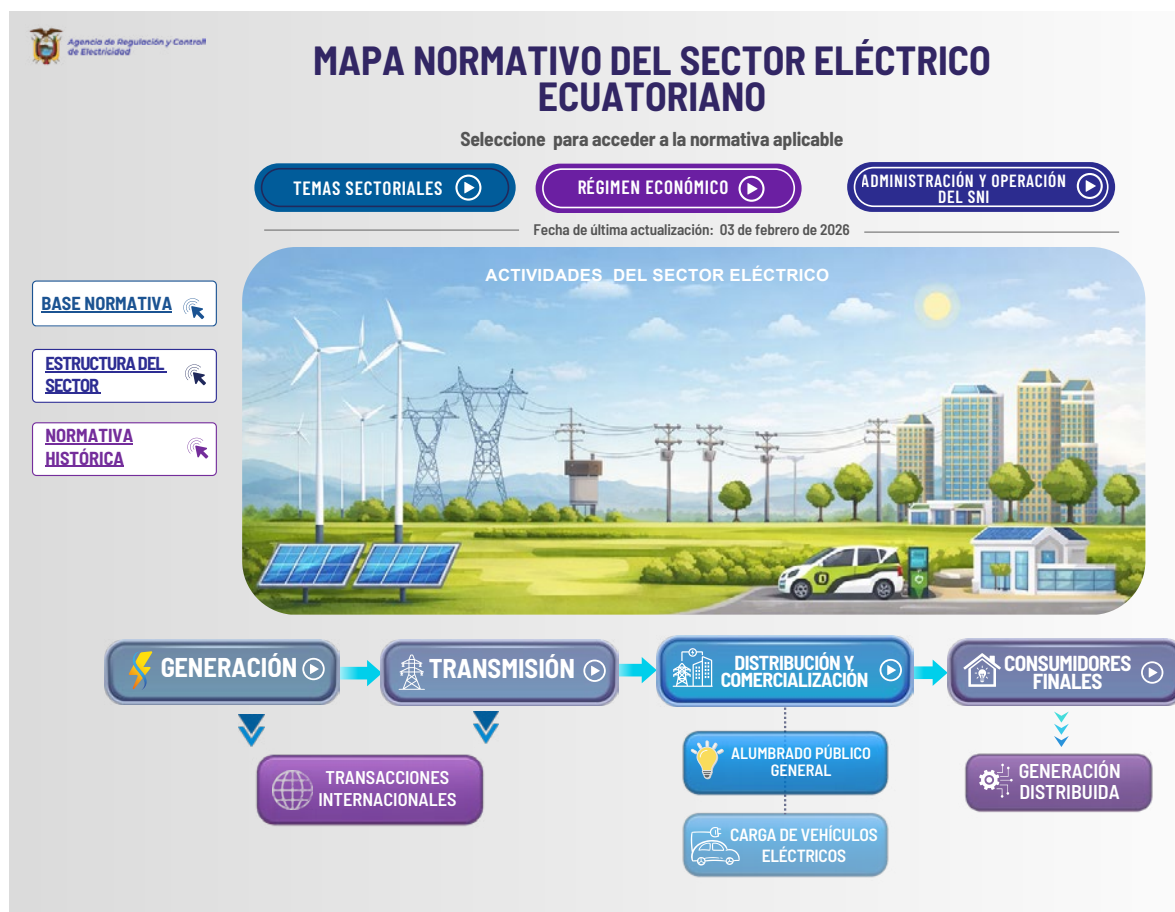 Agencia de Regulación y Control
de Electricidad
MAPA NORMATIVO DEL SECTOR ELÉCTRICO
ECUATORIANO
Seleccione para acceder a la normativa aplicable
TEMAS SECTORIALES
RÉGIMEN ECONÓMICO
ADMINISTRACIÓN Y OPERACIÓN
DEL SNI
Fecha de última actualización: 03 de febrero de 2026
ACTIVIDADES DEL SECTOR ELÉCTRICO
BASE NORMATIVA
ESTRUCTURA DEL
SECTOR
NORMATIVA
HISTÓRICA
GENERACIÓN
TRANSMISIÓN
DISTRIBUCIÓN Y
COMERCIALIZACIÓN
CONSUMIDORES
FINALES
TRANSACCIONES
INTERNACIONALES
ALUMBRADO PÚBLICO
GENERAL
GENERACIÓN
DISTRIBUIDA
CARGA DE VEHÍCULOS
ELÉCTRICOS